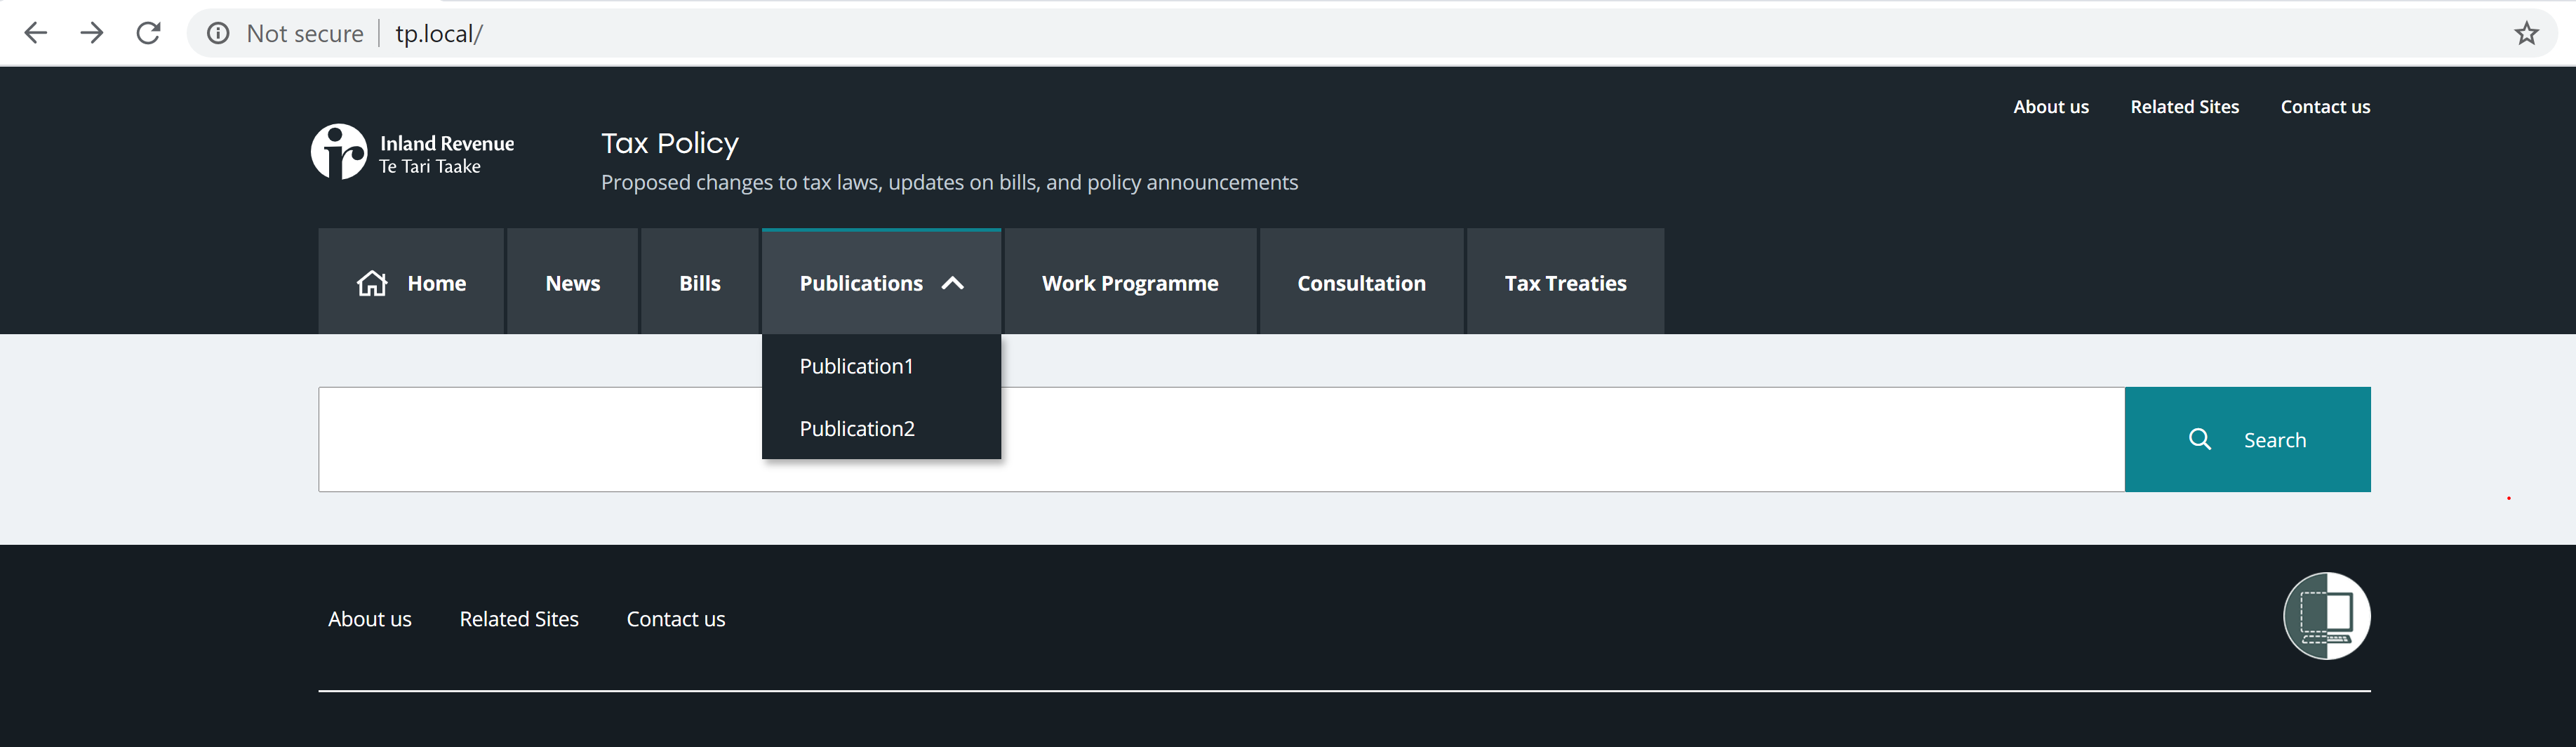 Not secure | tp.local/
About us Related Sites Contact us
Inland Revenue
Te Tari Taake
Tax Policy
Proposed changes to tax laws, updates on bills, and policy announcements
Home News Bills Publications Work Programme Consultation Tax Treaties
Publication1
Publication2
Search
About us Related Sites Contact us